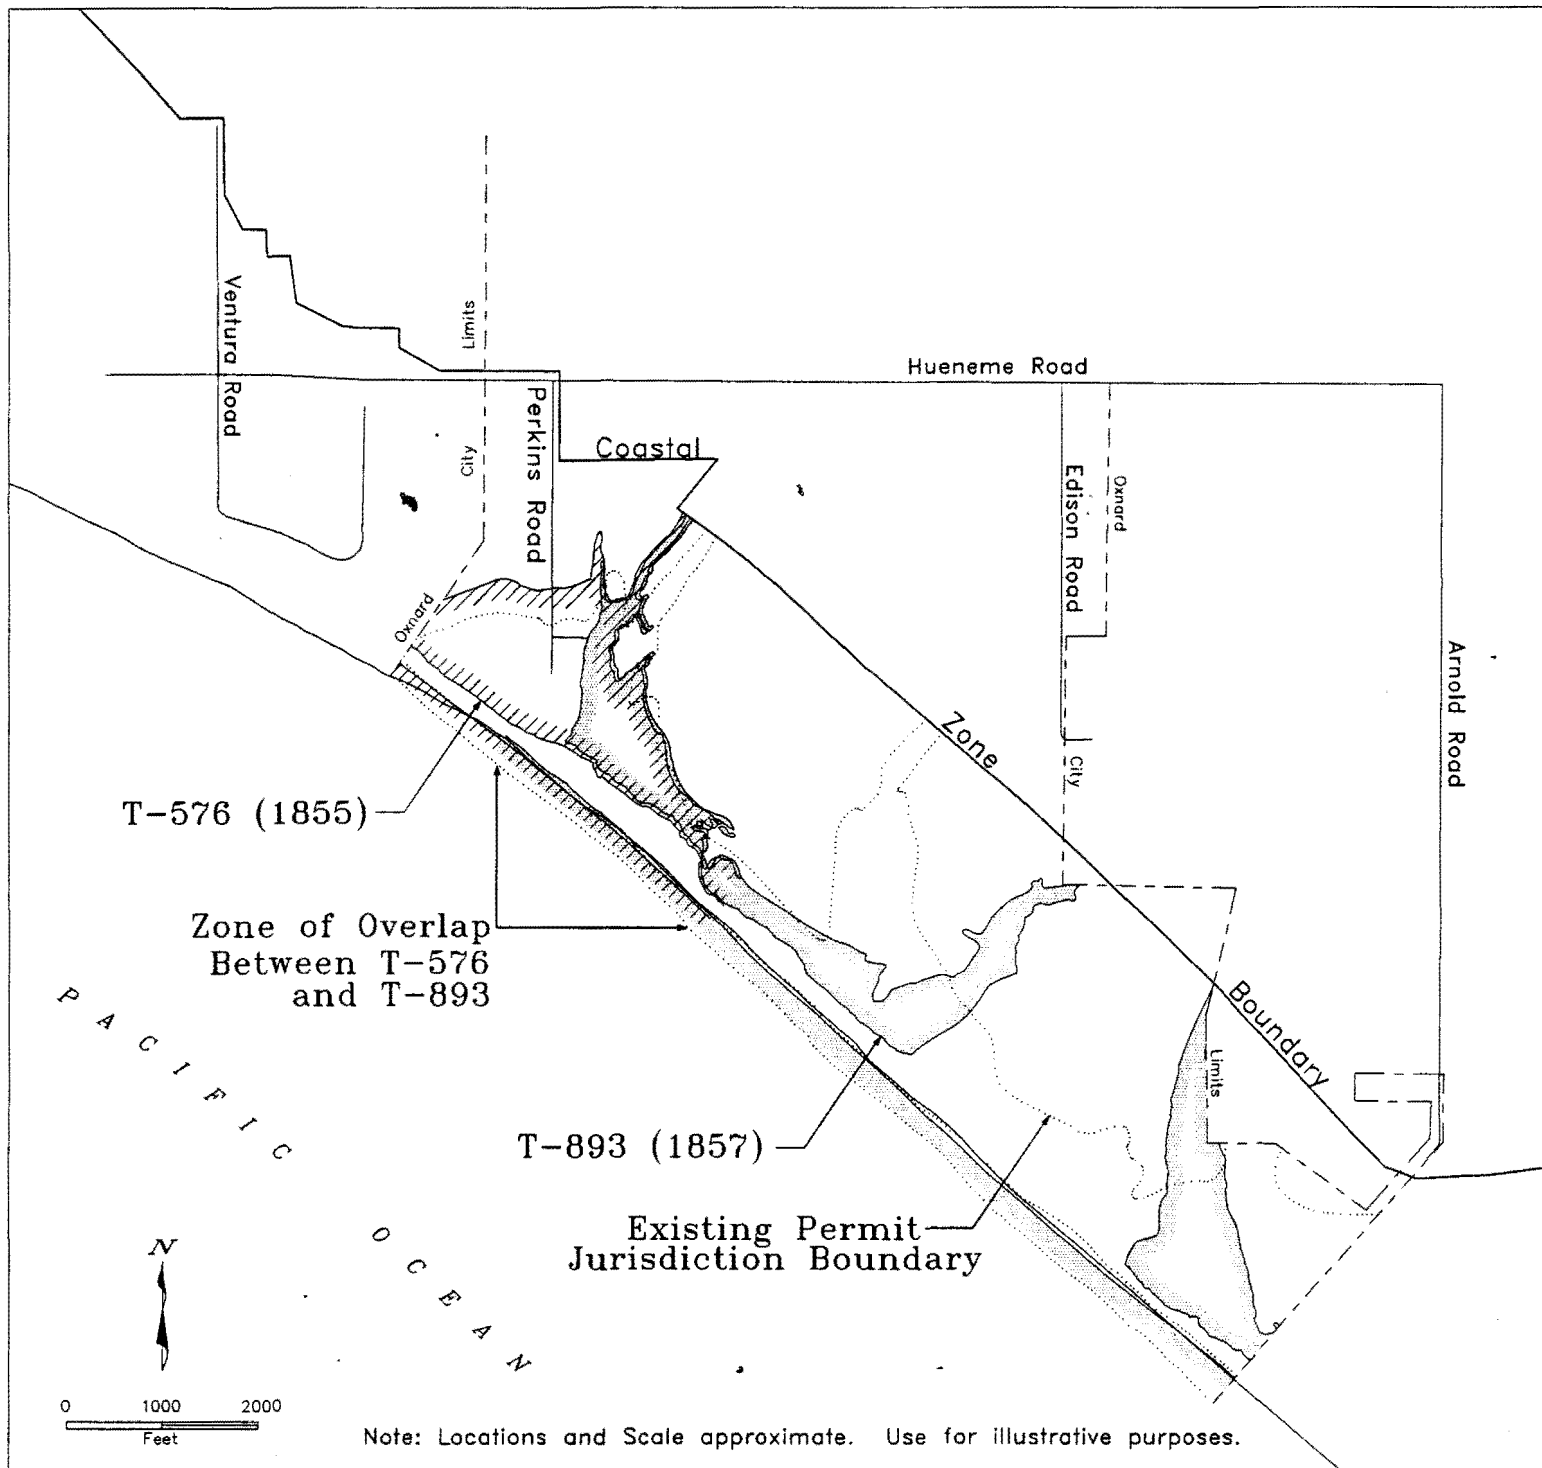 Ventura Road
Limits
City
Oxnard
Perkins Road
Hueneme Road
Coastal
Zone
Boundary
Edison Road
Oxnard
City
Limits
Arnold Road
T-576 (1855)
Zone of Overlap
Between T-576
and T-893
T-893 (1857)
Existing Permit
Jurisdiction Boundary
PACIFIC
OCEAN
N
0 1000 2000
Feet
Note: Locations and Scale approximate. Use for illustrative purposes.